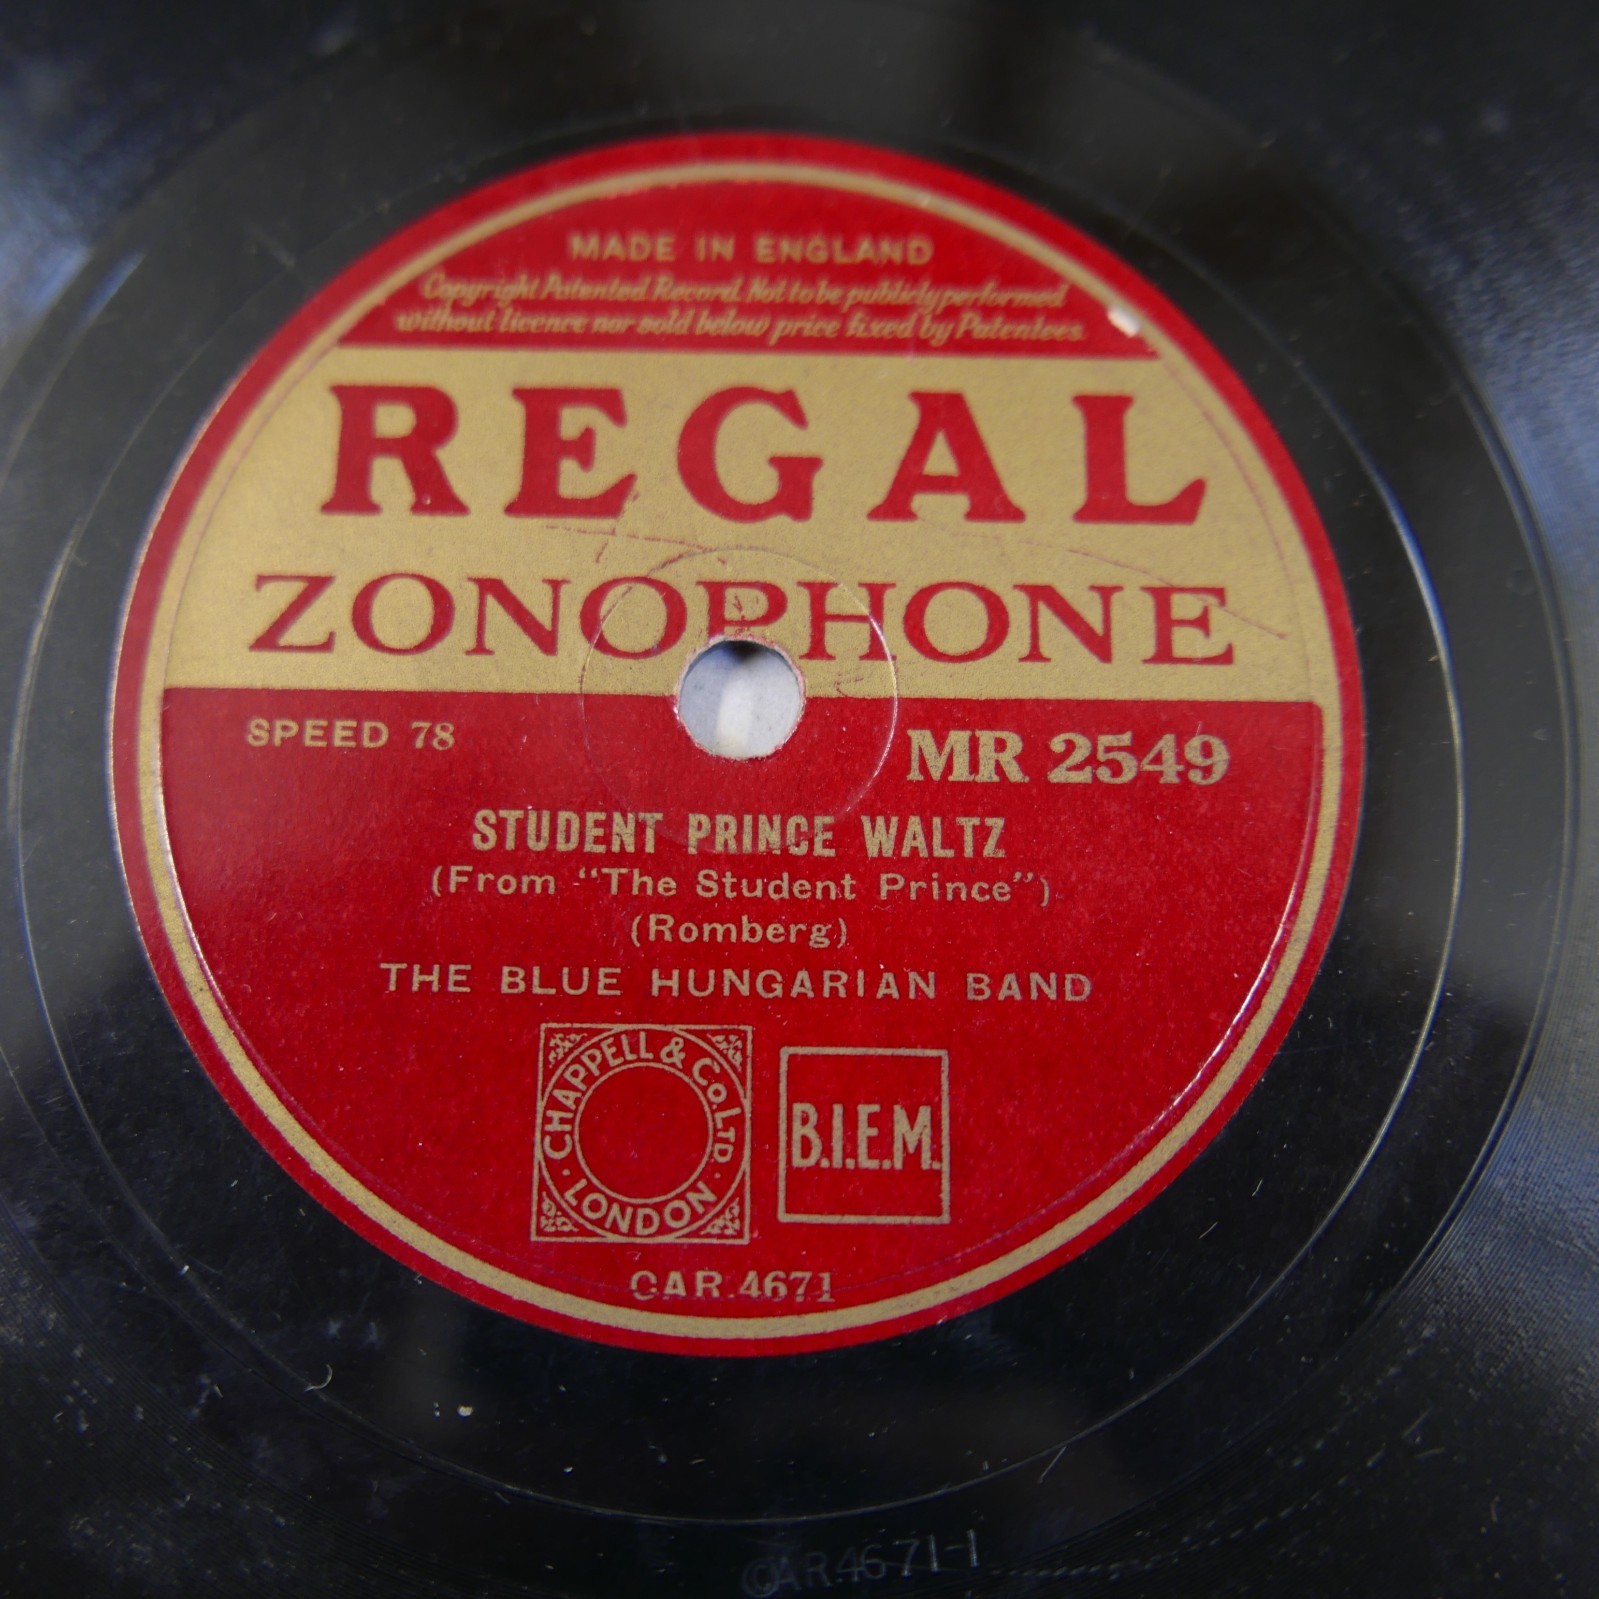 MADE IN ENGLAND
Copyright Patented Record. Not to be publicly performed
without licence nor sold below price fixed by Patentees.
REGAL
ZONOPHONE
SPEED 78
MR 2549
STUDENT PRINCE WALTZ
(From "The Student Prince")
(Romberg)
THE BLUE HUNGARIAN BAND
CHAPPELL & CO LTD · LONDON ·
B.I.E.M.
CAR.4671
CAR.4671-1